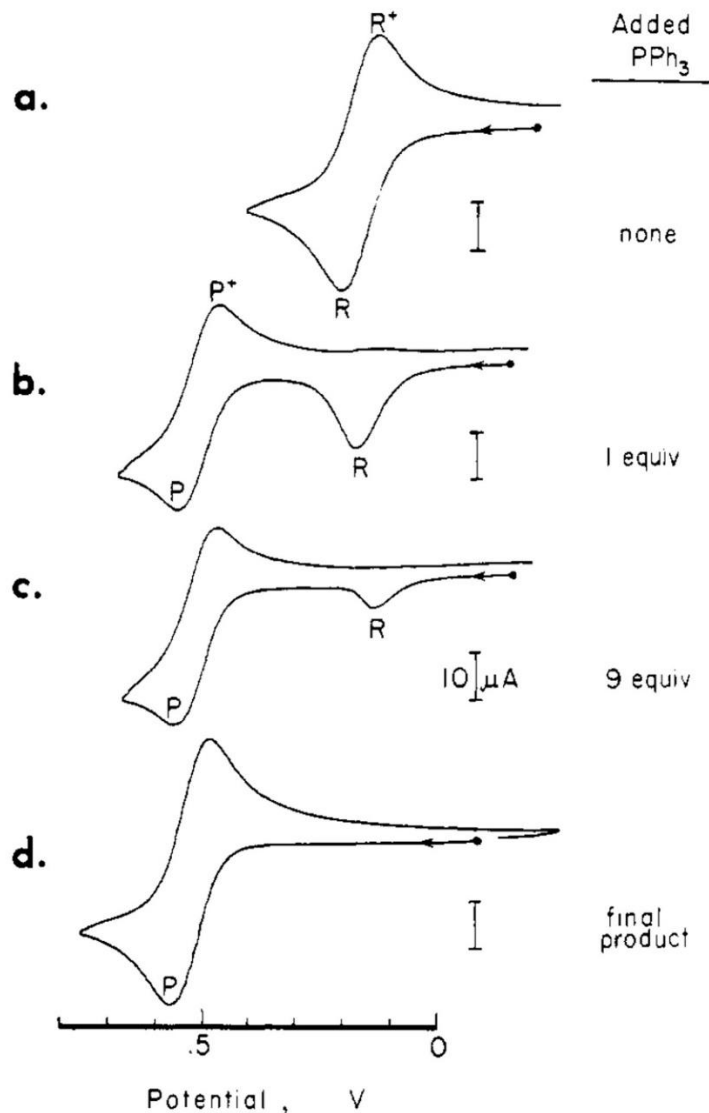 R⁺
Added
PPh₃
a.
none
R
P⁺
b.
P
R
1 equiv
c.
R
10 μA
9 equiv
P
d.
P
final
product
.5
0
Potential , V